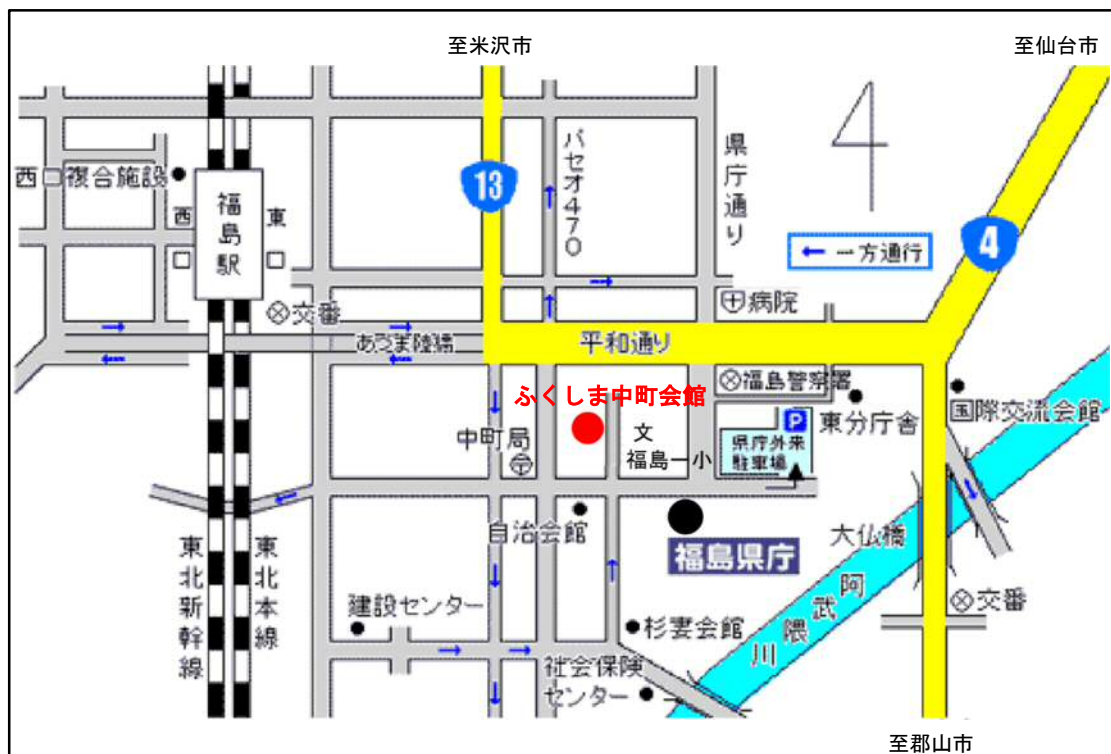 至米沢市
至仙台市
パセオ470
県庁通り
13
4
西口複合施設
福島駅
西口
東口
一方通行
交番
病院
あづま陸橋
平和通り
ふくしま中町会館
福島警察署
国際交流会館
東分庁舎
P
県庁外来
駐車場
文
福島一小
中町局
自治会館
福島県庁
大仏橋
阿武隈川
東北新幹線
東北本線
建設センター
杉妻会館
交番
社会保険
センター
至郡山市